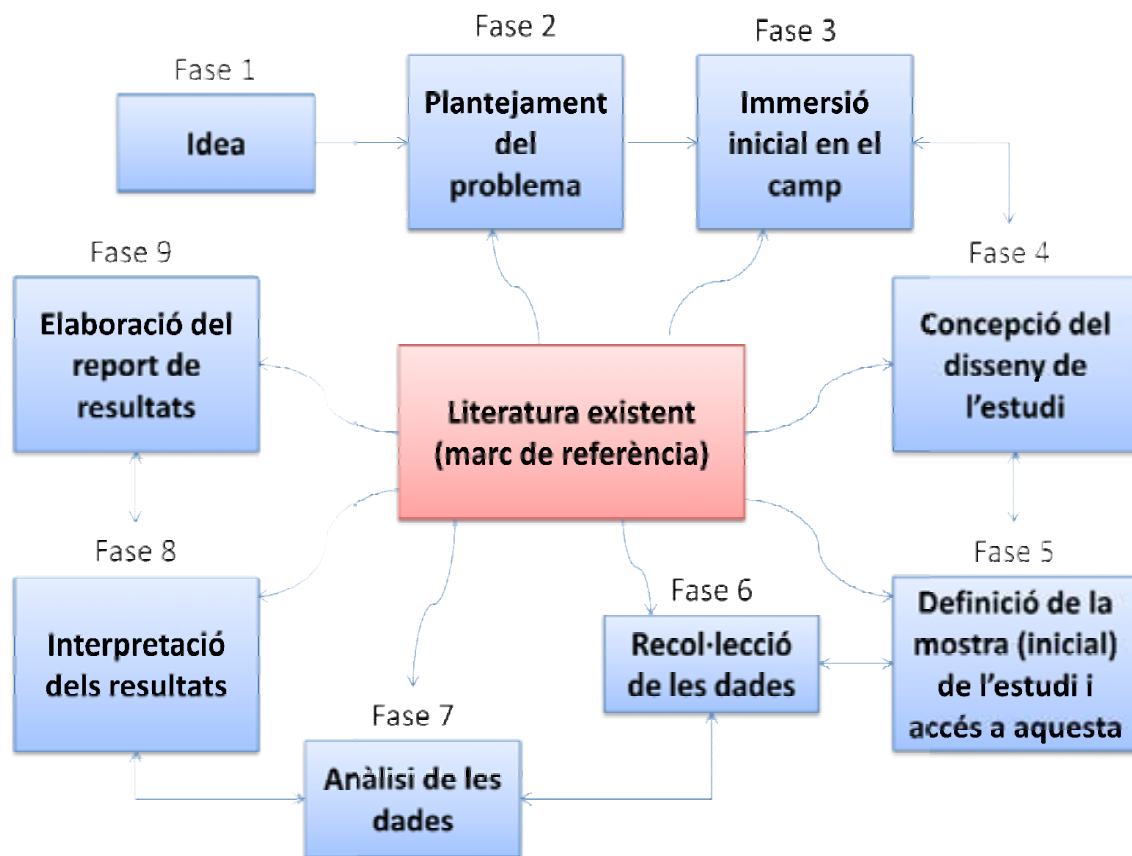 Fase 1
Idea
Fase 2
Plantejament
del
problema
Fase 3
Immersió
inicial en el
camp
Fase 4
Concepció del
disseny de
l’estudi
Fase 5
Definició de la
mostra (inicial)
de l’estudi i
accés a aquesta
Fase 6
Recol·lecció
de les dades
Fase 7
Anàlisi de les
dades
Fase 8
Interpretació
dels resultats
Fase 9
Elaboració del
report de
resultats
Literatura existent
(marc de referència)